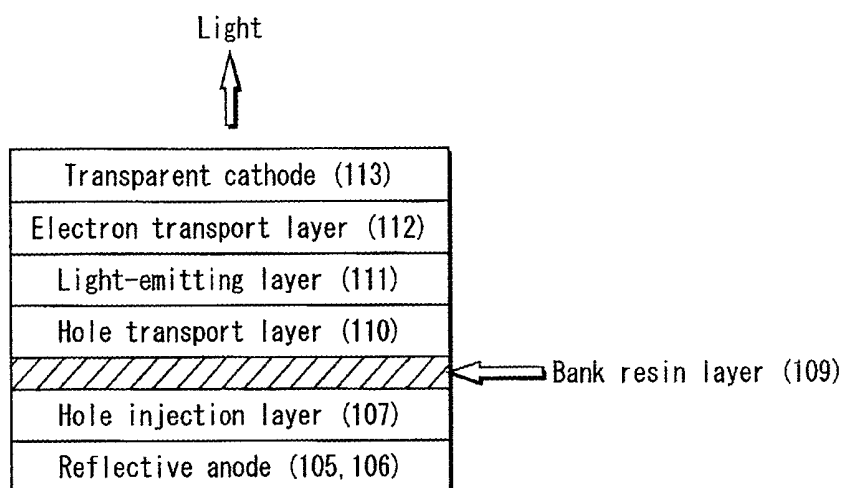 Light
Transparent cathode (113)
Electron transport layer (112)
Light-emitting layer (111)
Hole transport layer (110)
Bank resin layer (109)
Hole injection layer (107)
Reflective anode (105,106)